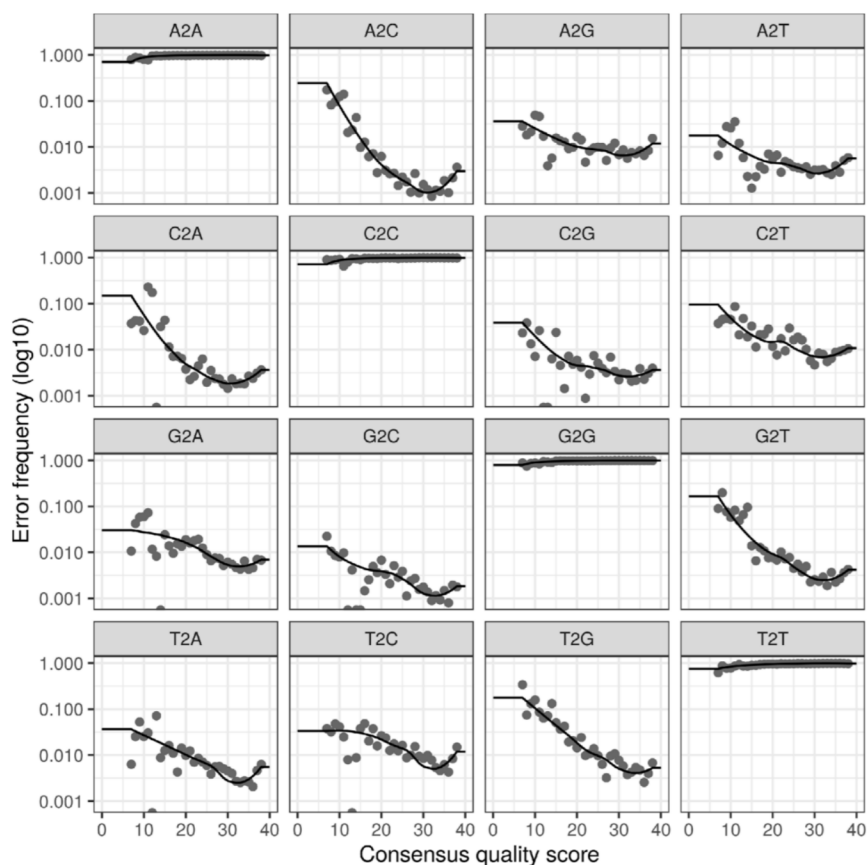 A2A A2C A2G A2T
1.000
0.100
0.010
0.001
C2A C2C C2G C2T
1.000
0.100
0.010
0.001
Error frequency (log10)
G2A G2C G2G G2T
1.000
0.100
0.010
0.001
T2A T2C T2G T2T
1.000
0.100
0.010
0.001
0 10 20 30 40 0 10 20 30 40 0 10 20 30 40 0 10 20 30 40
Consensus quality score